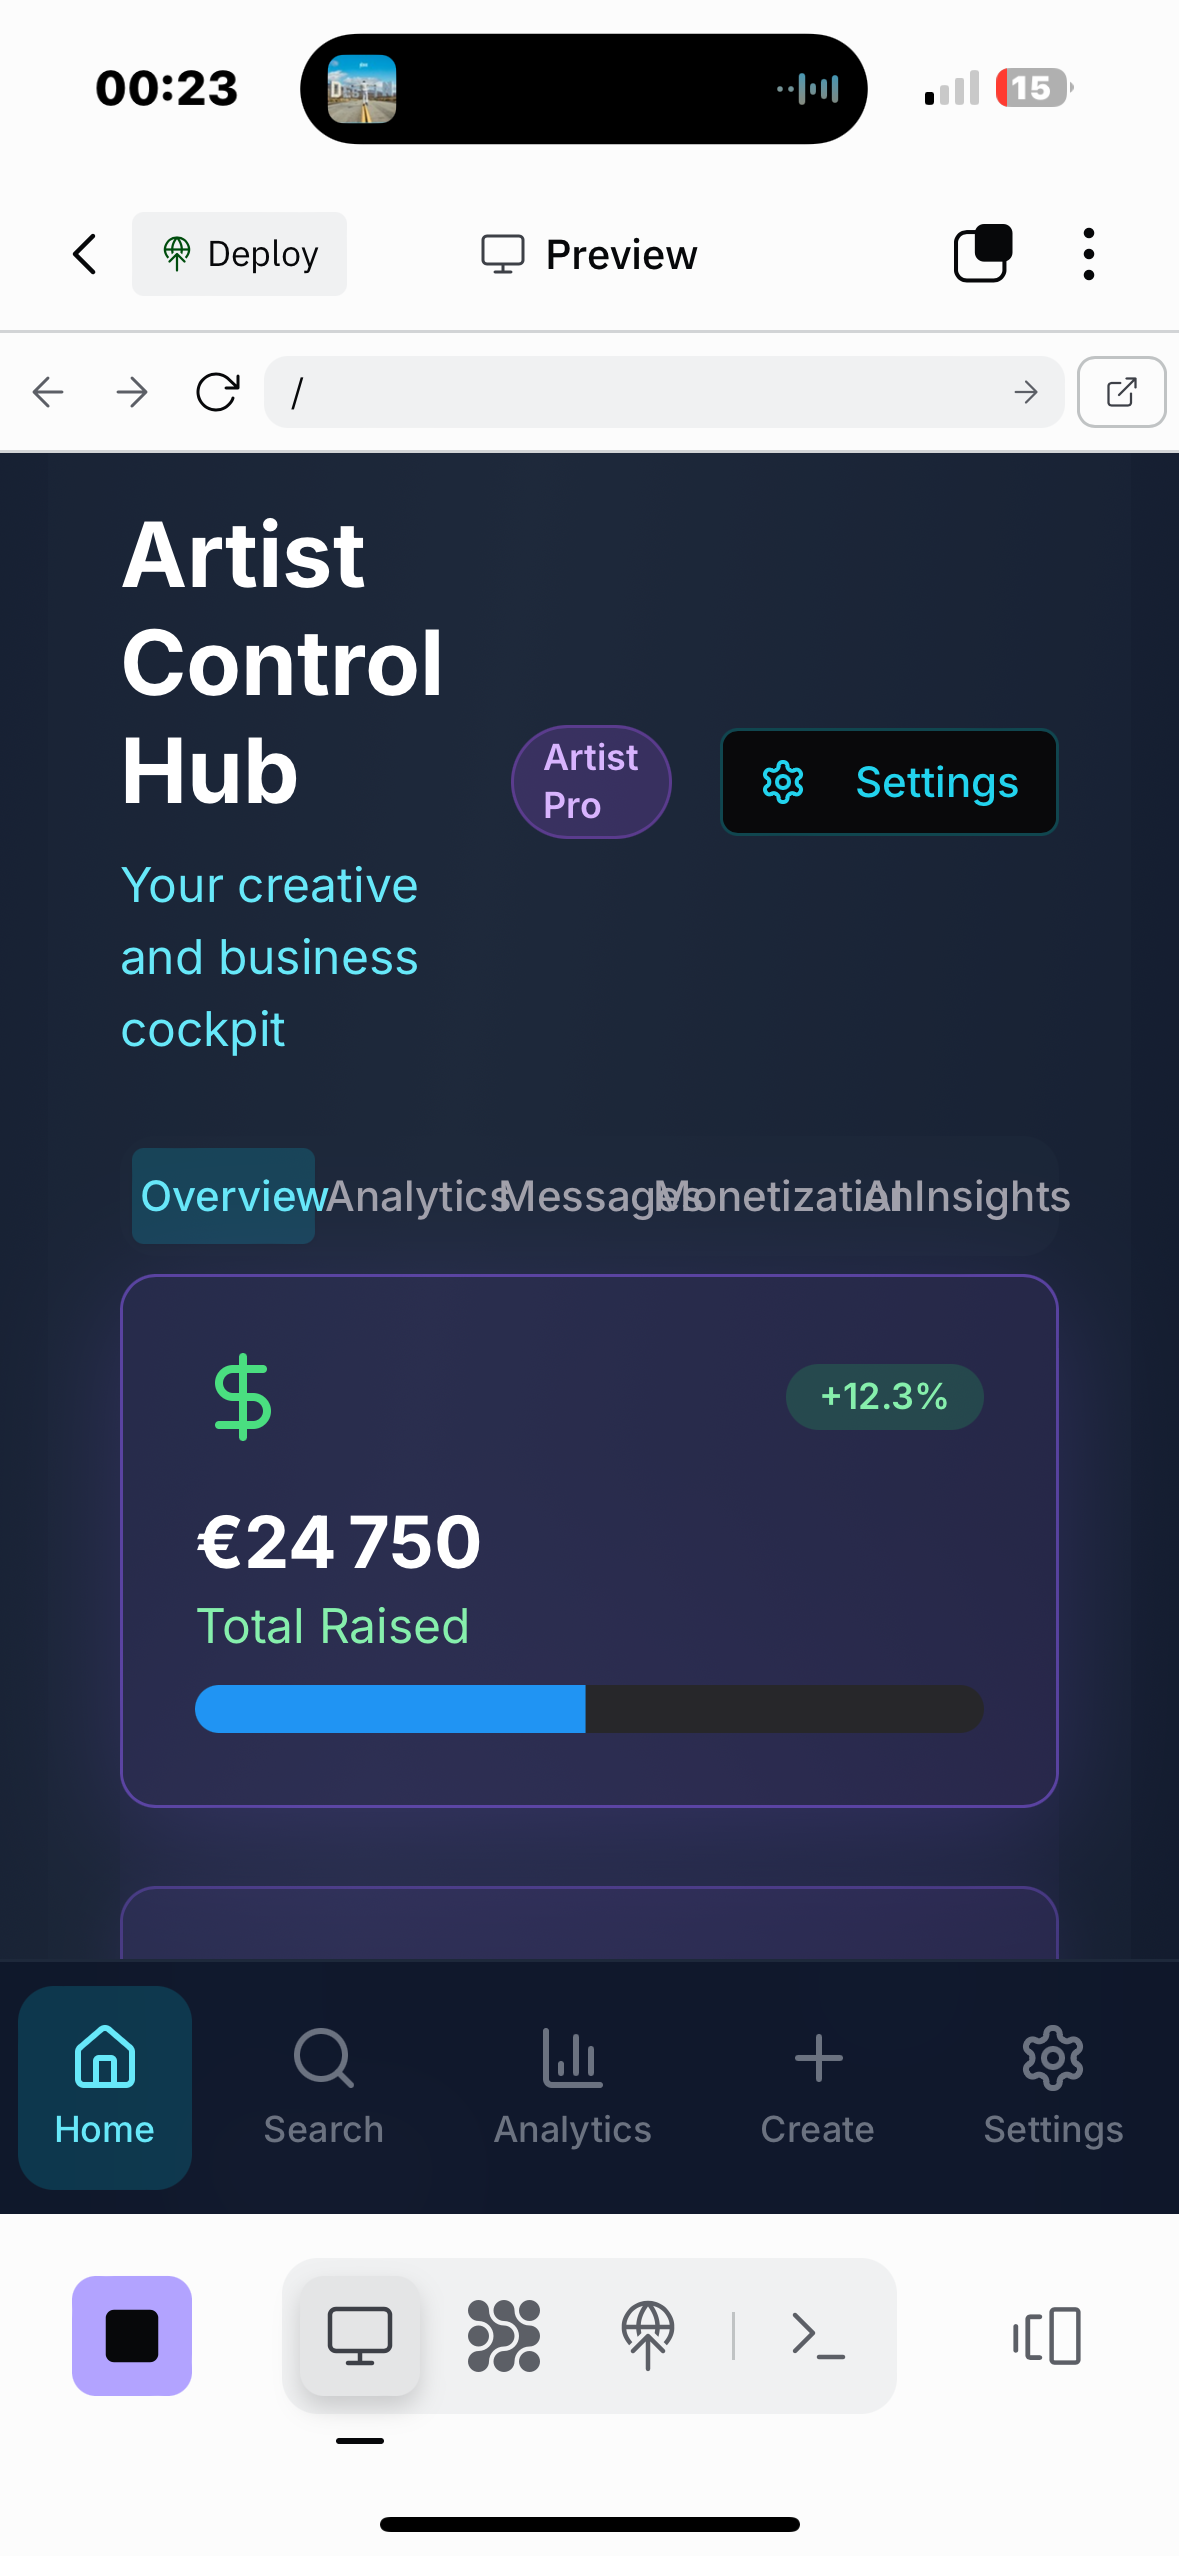 00:23
15
Deploy
Preview
/
Artist
Control
Hub
Artist
Pro
Settings
Your creative
and business
cockpit
Overview Analytics Messages Monetization AI Insights
+12.3%
€24 750
Total Raised
Home Search Analytics Create Settings